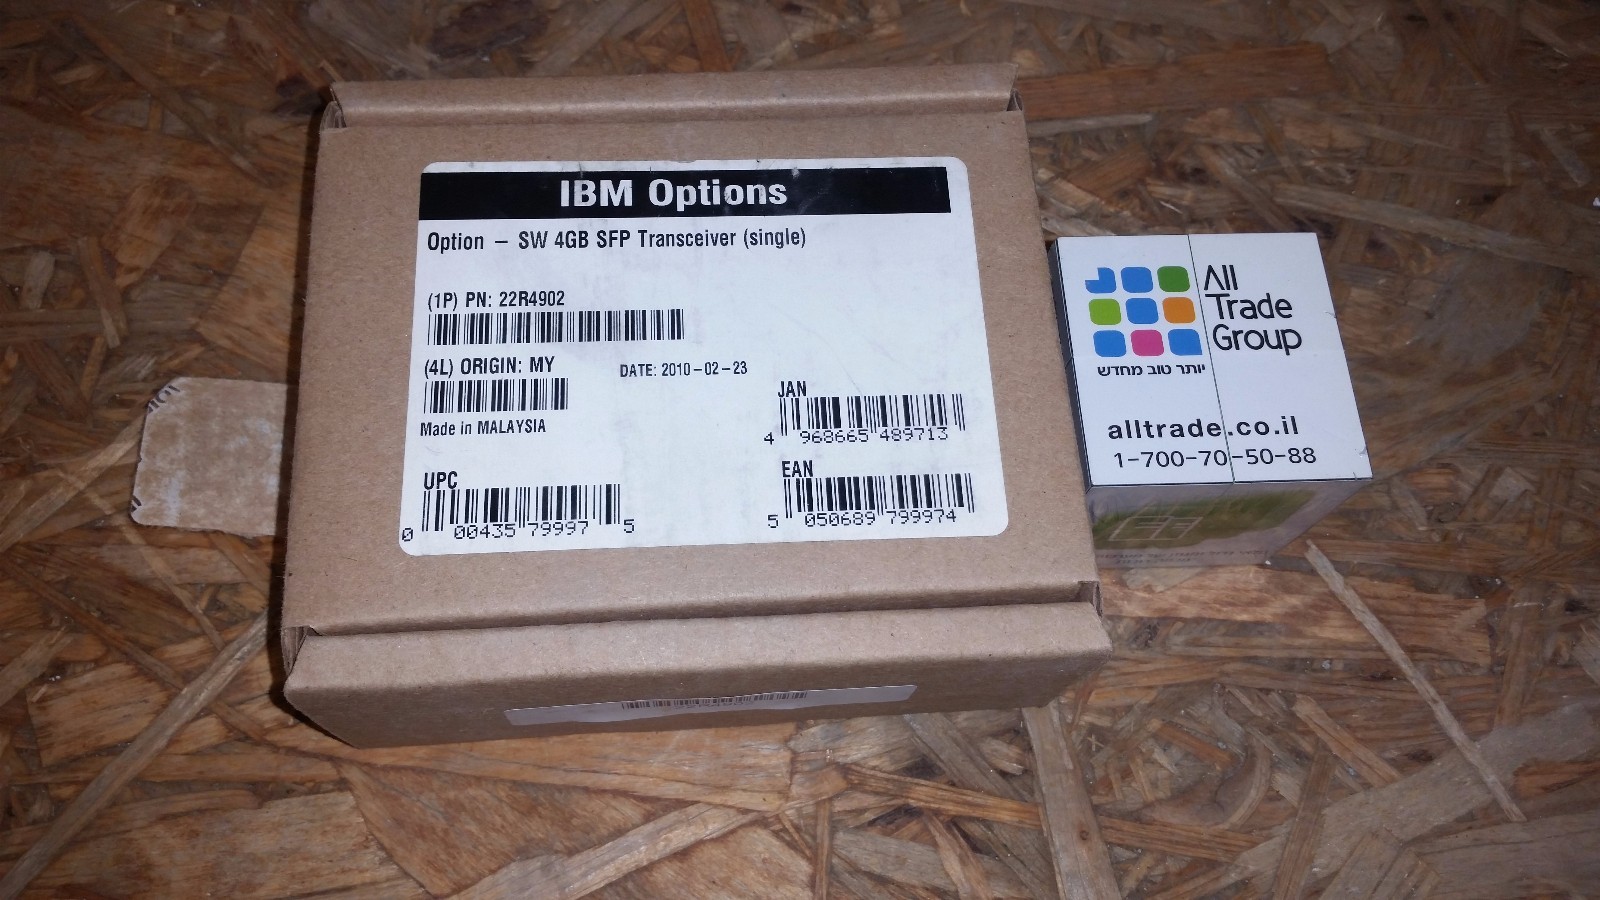 IBM Options
Option – SW 4GB SFP Transceiver (single)
(1P) PN: 22R4902
(4L) ORIGIN: MY
DATE: 2010-02-23
Made in MALAYSIA
JAN
4 968665 489713
UPC
0 00435 79997 5
EAN
5 050689 799974
All
Trade
Group
יותר טוב מחדש
alltrade.co.il
1-700-70-50-88